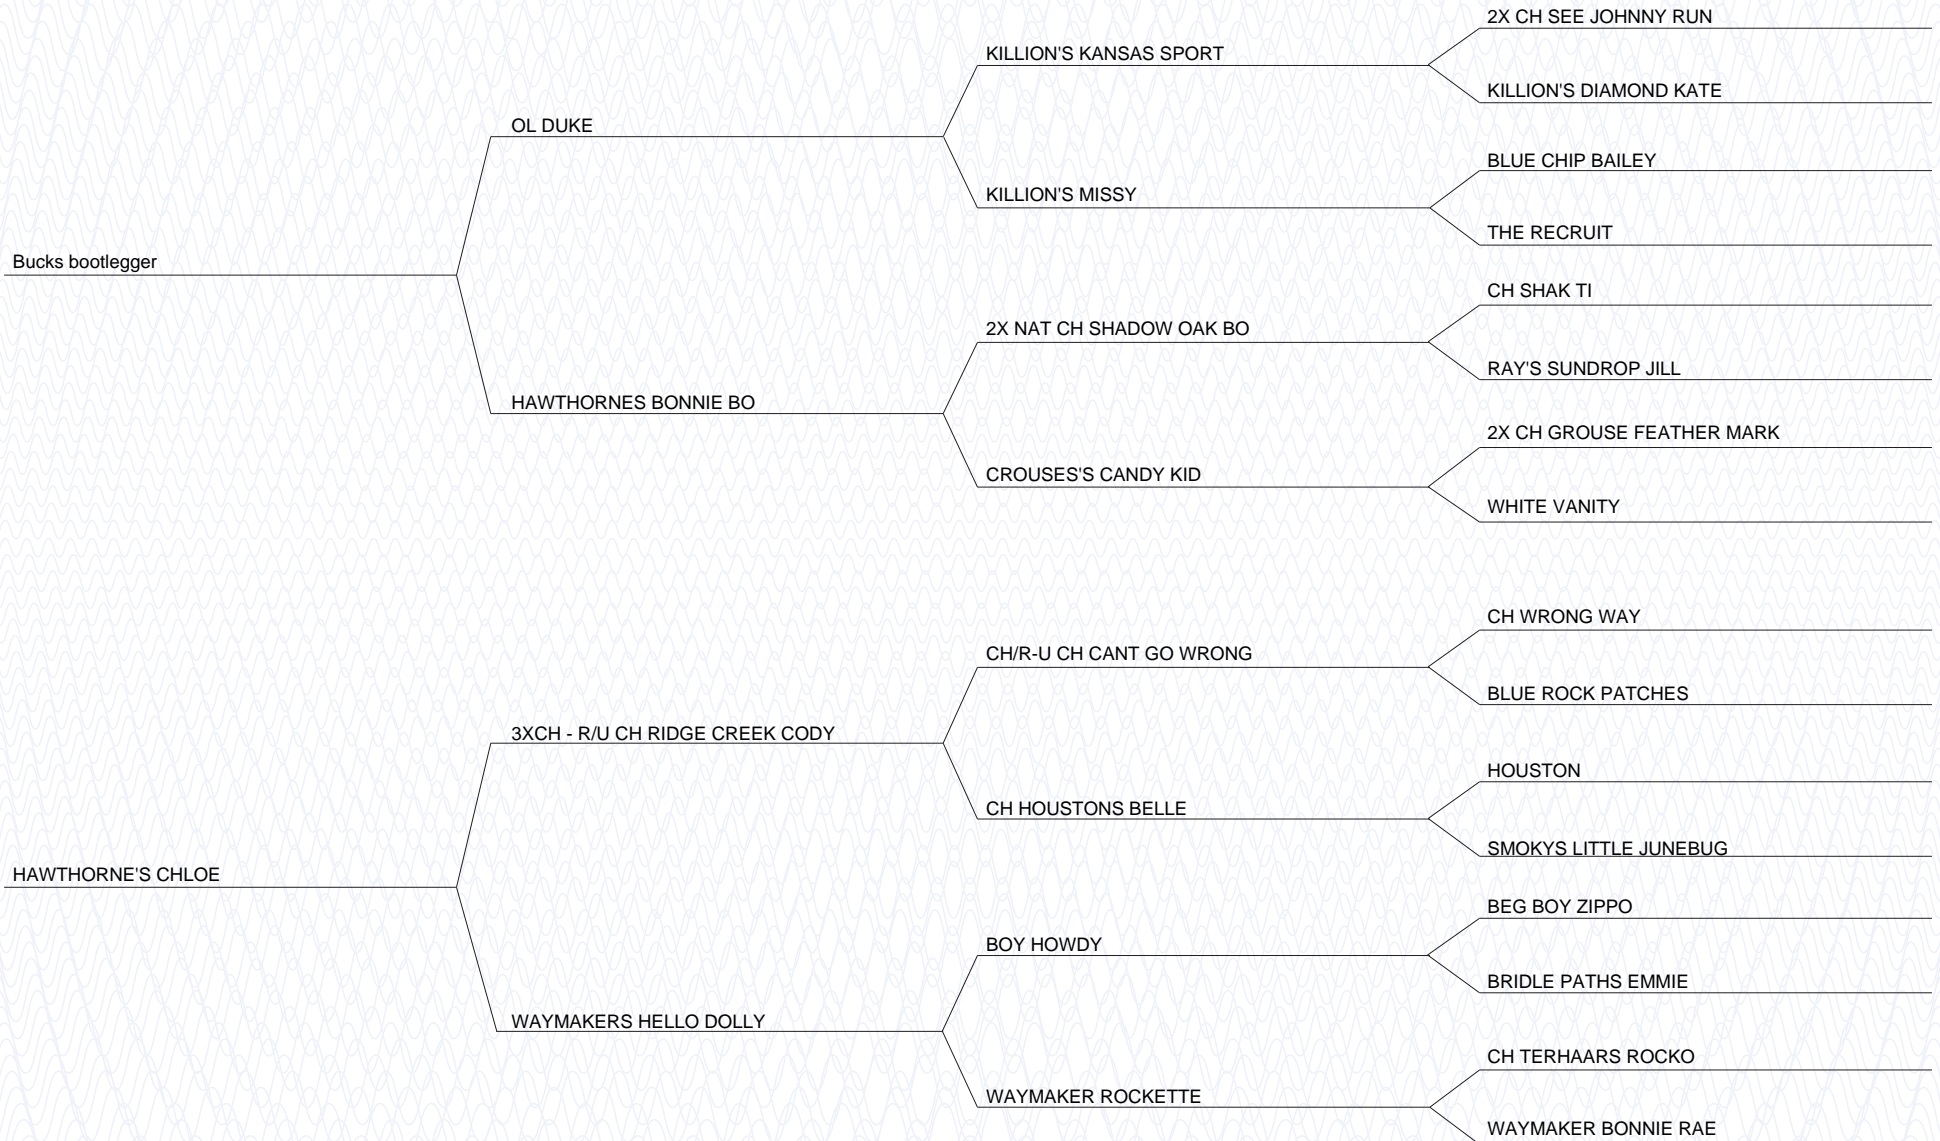 2X CH SEE JOHNNY RUN
KILLION'S KANSAS SPORT
KILLION'S DIAMOND KATE
OL DUKE
BLUE CHIP BAILEY
KILLION'S MISSY
THE RECRUIT
Bucks bootlegger
CH SHAK TI
2X NAT CH SHADOW OAK BO
RAY'S SUNDROP JILL
HAWTHORNES BONNIE BO
2X CH GROUSE FEATHER MARK
CROUSES'S CANDY KID
WHITE VANITY
CH WRONG WAY
CH/R-U CH CANT GO WRONG
BLUE ROCK PATCHES
3XCH - R/U CH RIDGE CREEK CODY
HOUSTON
CH HOUSTONS BELLE
SMOKYS LITTLE JUNEBUG
HAWTHORNE'S CHLOE
BEG BOY ZIPPO
BOY HOWDY
BRIDLE PATHS EMMIE
WAYMAKERS HELLO DOLLY
CH TERHAARS ROCKO
WAYMAKER ROCKETTE
WAYMAKER BONNIE RAE